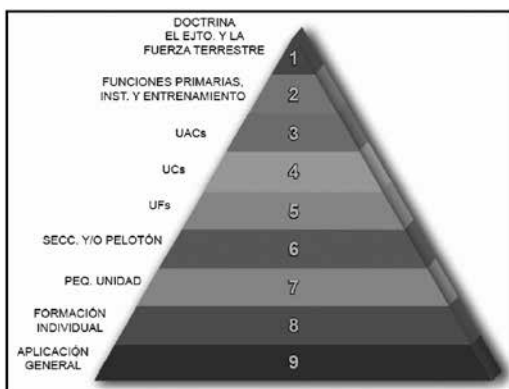 DOCTRINA
EL EJTO. Y LA
FUERZA TERRESTRE
1
FUNCIONES PRIMARIAS,
INST. Y ENTRENAMIENTO
2
UACs
3
UCs
4
UFs
5
SECC. Y/O PELOTÓN
6
PEQ. UNIDAD
7
FORMACIÓN
INDIVIDUAL
8
APLICACIÓN
GENERAL
9